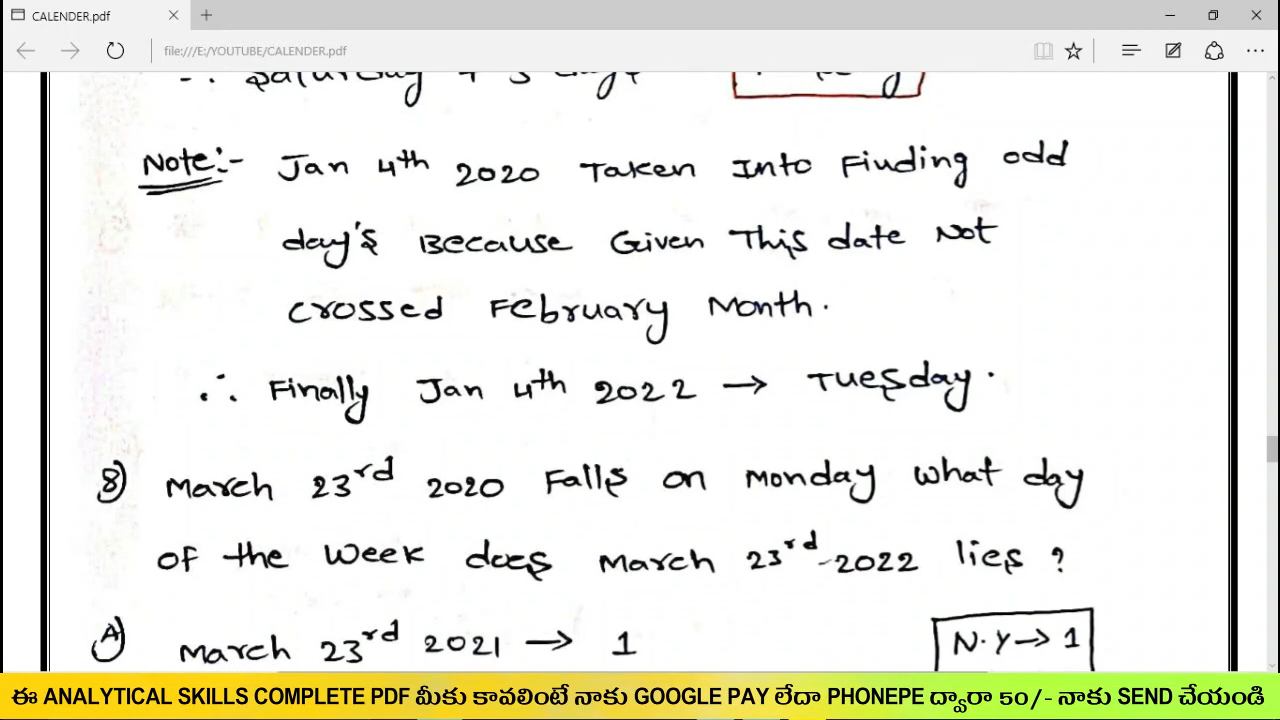 CALENDER.pdf
file:///E:/YOUTUBE/CALENDER.pdf
Note:- Jan 4th 2020 Taken Into Finding odd
day's Because Given This date Not
crossed February Month.
∴ Finally Jan 4th 2022 → Tuesday.
8) March 23rd 2020 Falls on Monday what day
of the week does March 23rd-2022 lies ?
A) March 23rd 2021 → 1
N.Y → 1
ఈ ANALYTICAL SKILLS COMPLETE PDF మీకు కావలింటే నాకు GOOGLE PAY లేదా PHONEPE ద్వారా 50/- నాకు SEND చేయండి